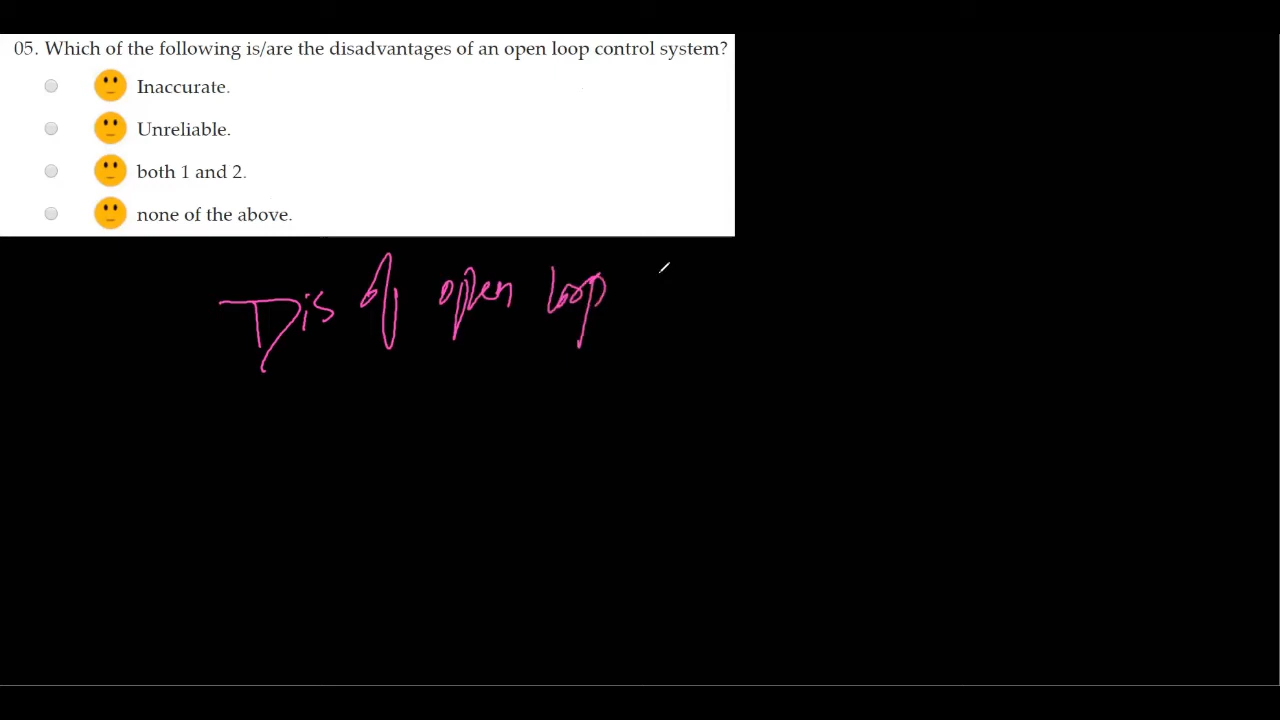 05. Which of the following is/are the disadvantages of an open loop control system?
Inaccurate.
Unreliable.
both 1 and 2.
none of the above.
Dis of open loop